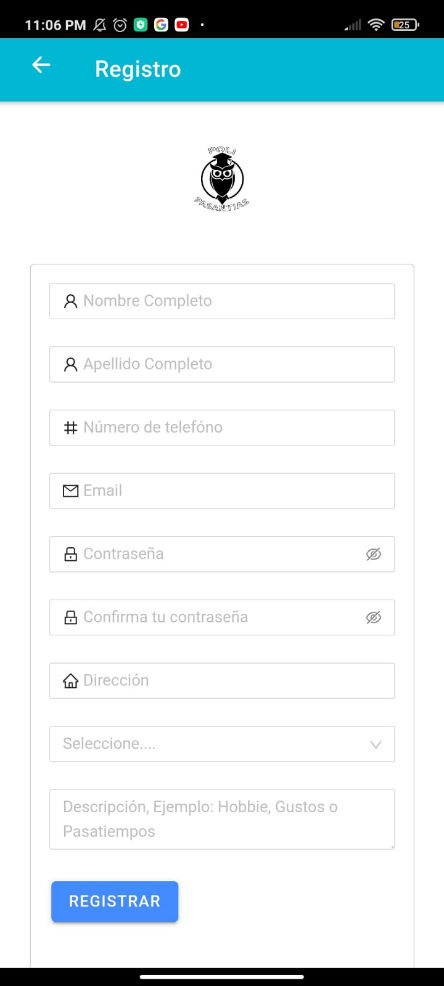 11:06 PM
25
Registro
POLI
PASANTIAS
Nombre Completo
Apellido Completo
Número de telefóno
Email
Contraseña
Confirma tu contraseña
Dirección
Seleccione....
Descripción, Ejemplo: Hobbie, Gustos o
Pasatiempos
REGISTRAR